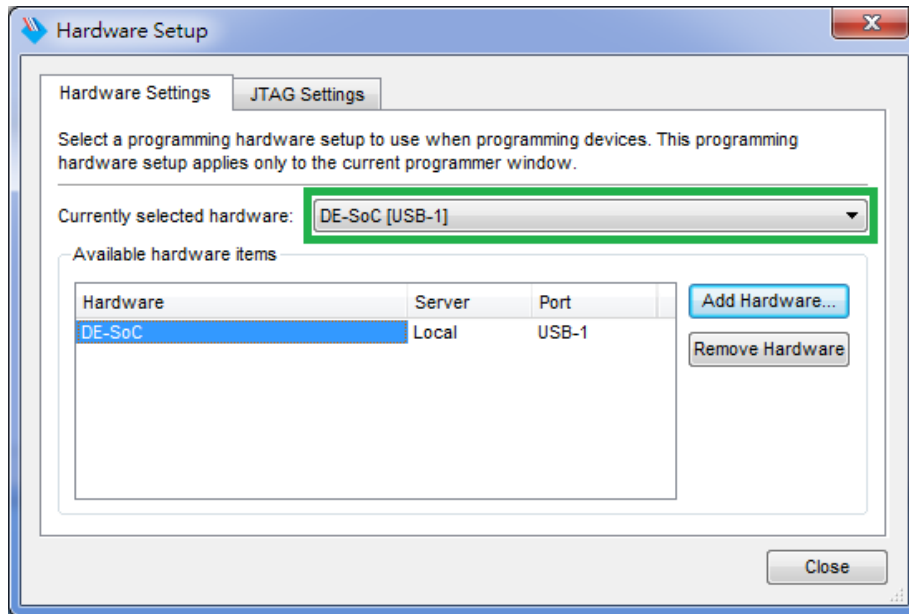 Hardware Setup
Hardware Settings
JTAG Settings
Select a programming hardware setup to use when programming devices. This programming
hardware setup applies only to the current programmer window.
Currently selected hardware:
DE-SoC [USB-1]
Available hardware items
Hardware Server Port
DE-SoC Local USB-1
Add Hardware...
Remove Hardware
Close